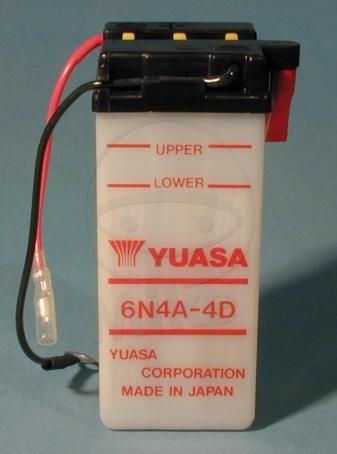 UPPER
LOWER
YUASA
6N4A-4D
YUASA
CORPORATION
MADE IN JAPAN